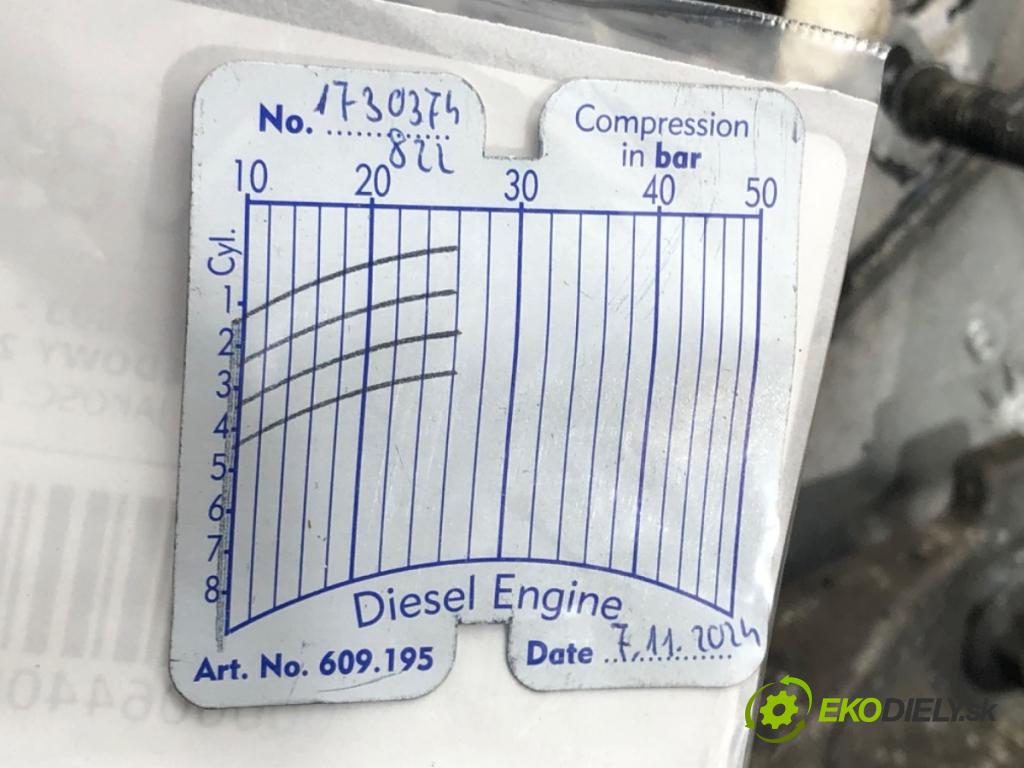 No. 1730374
822
Compression
in bar
10 20 30 40 50
Cyl.
1
2
3
4
5
6
7
8
Diesel Engine
Art. No. 609.195
Date 7.11.2024
EKODIELY.sk